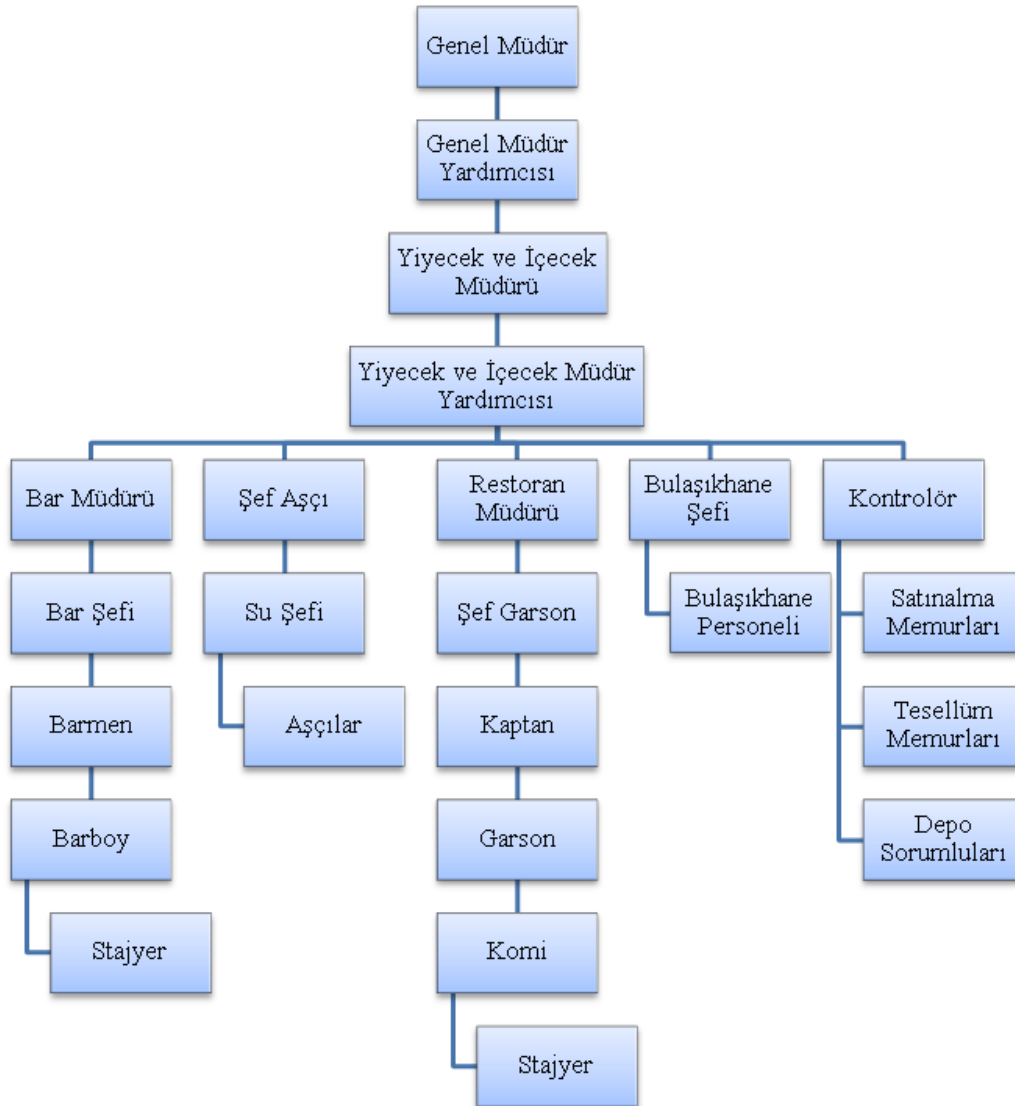 Genel Müdür
Genel Müdür
Yardımcısı
Yiyecek ve İçecek
Müdürü
Yiyecek ve İçecek Müdür
Yardımcısı
Bar Müdürü
Şef Aşçı
Restoran
Müdürü
Bulaşıkhane
Şefi
Kontrolör
Bar Şefi
Su Şefi
Şef Garson
Bulaşıkhane
Personeli
Satınalma
Memurları
Barmen
Aşçılar
Kaptan
Tesellüm
Memurları
Barboy
Garson
Depo
Sorumluları
Stajyer
Komi
Stajyer